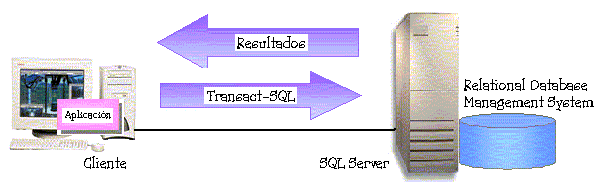 Resultados
Transact-SQL
Aplicación
Cliente
SQL Server
Relational Database
Management System